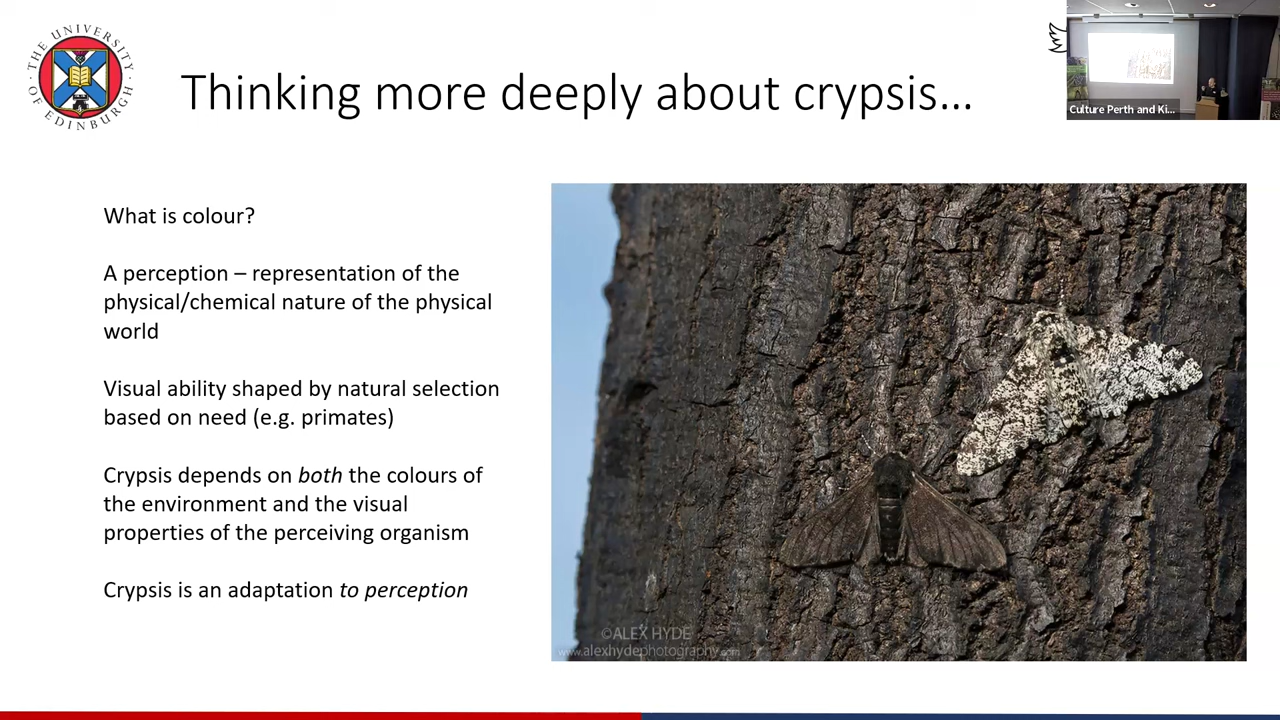 THE UNIVERSITY OF EDINBURGH
Thinking more deeply about crypsis...
Culture Perth and Ki...
What is colour?
A perception – representation of the
physical/chemical nature of the physical
world
Visual ability shaped by natural selection
based on need (e.g. primates)
Crypsis depends on both the colours of
the environment and the visual
properties of the perceiving organism
Crypsis is an adaptation to perception
©ALEX HYDE
www.alexhydephotography.com